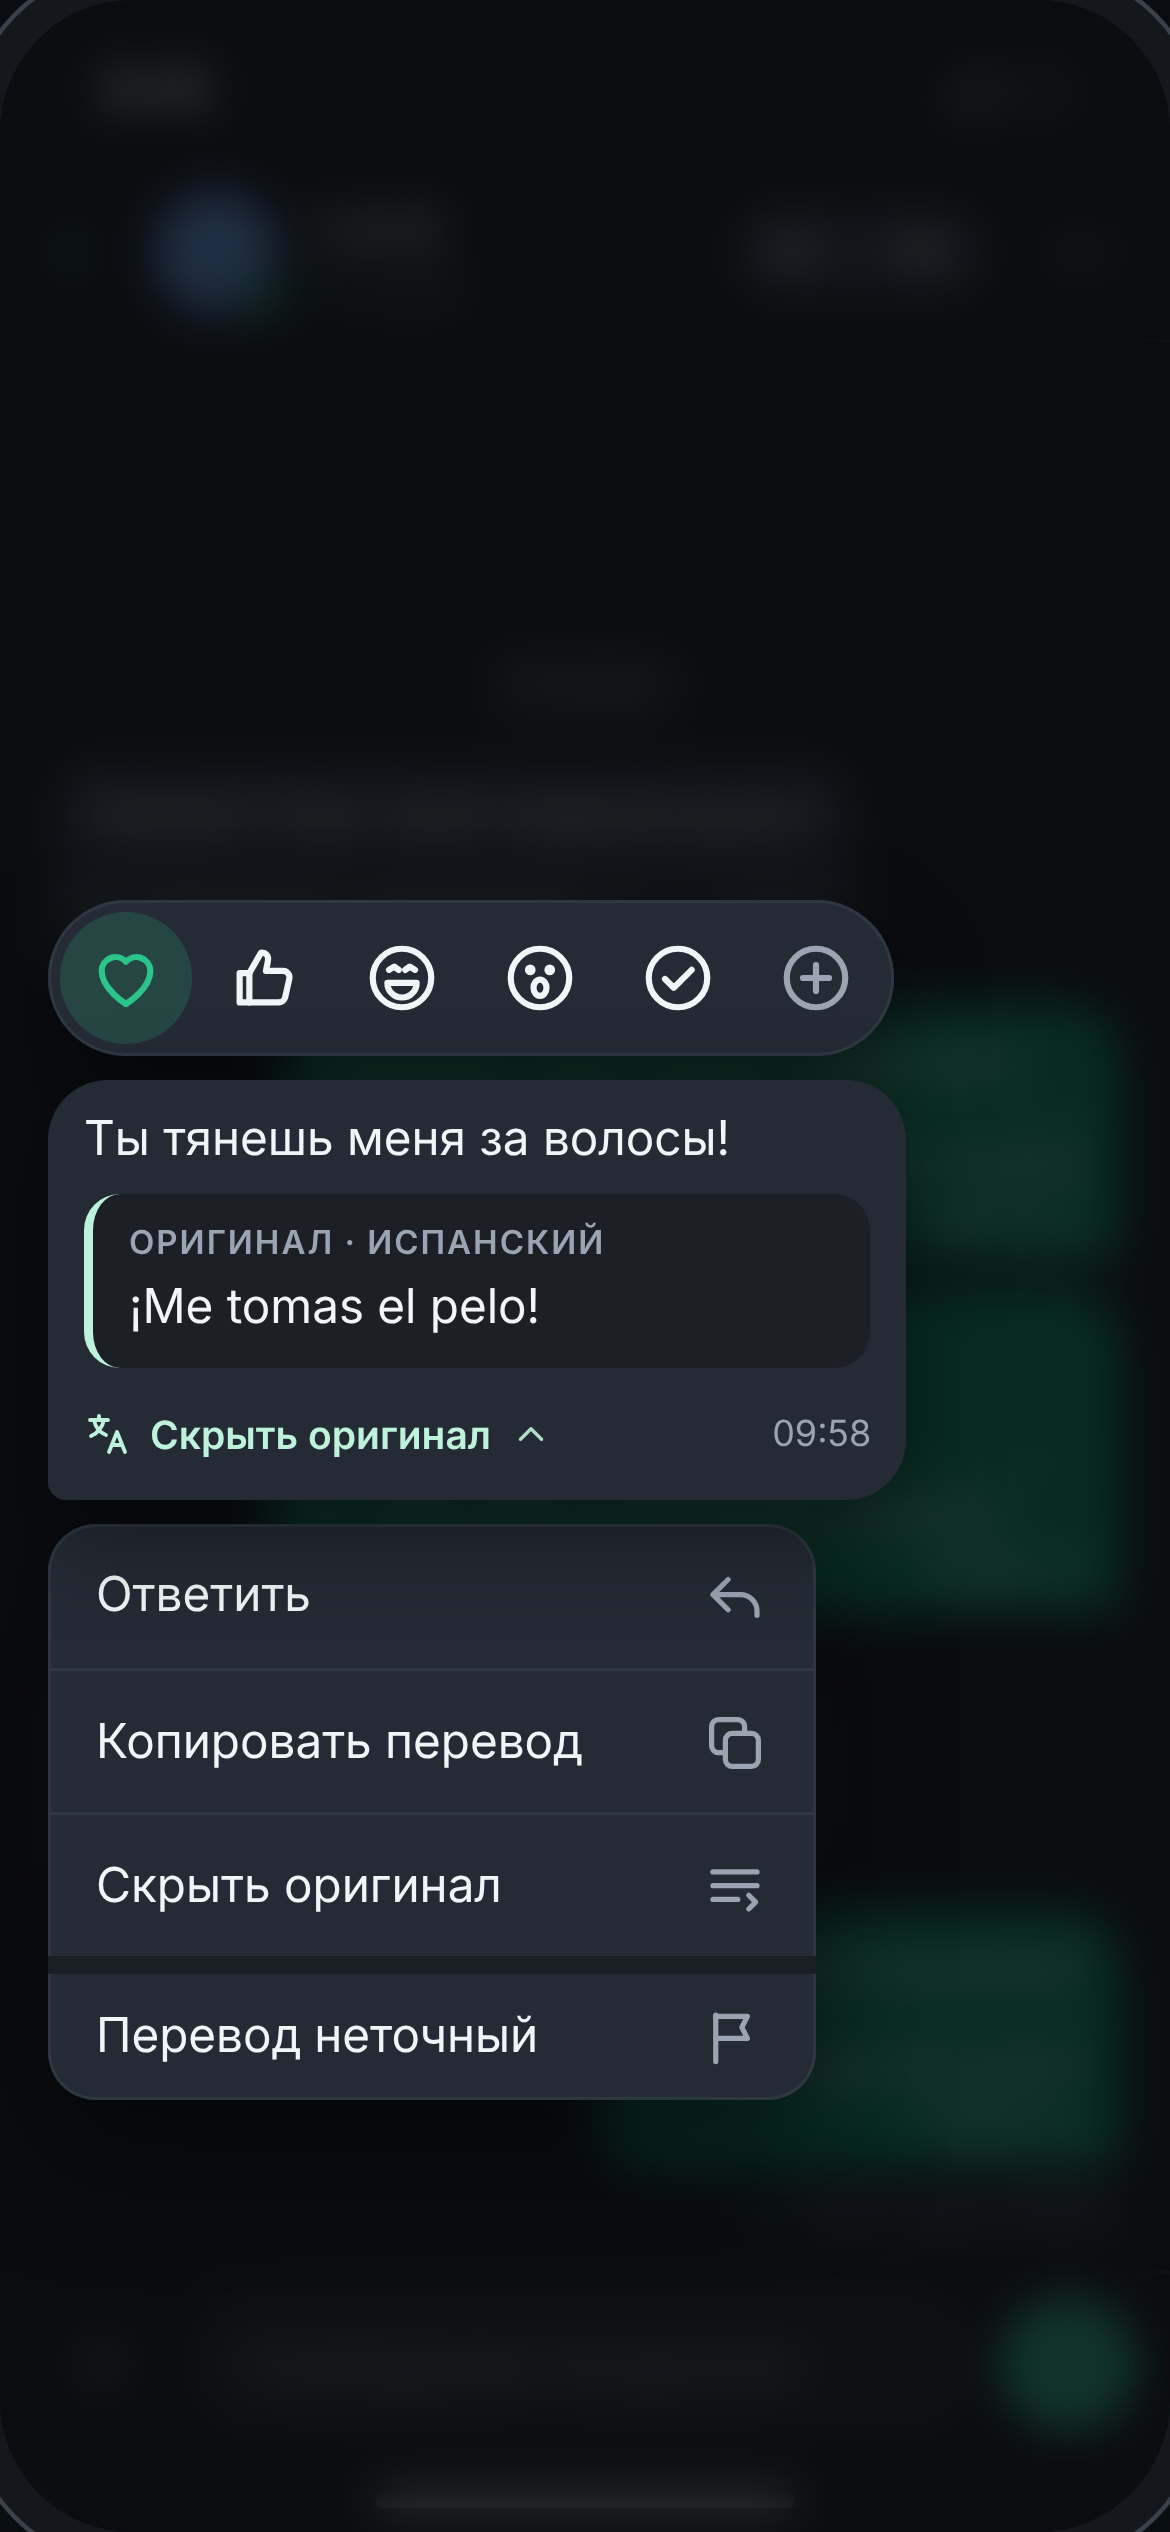 Ты тянешь меня за волосы!
ОРИГИНАЛ · ИСПАНСКИЙ
¡Me tomas el pelo!
Скрыть оригинал
09:58
Ответить
Копировать перевод
Скрыть оригинал
Перевод неточный